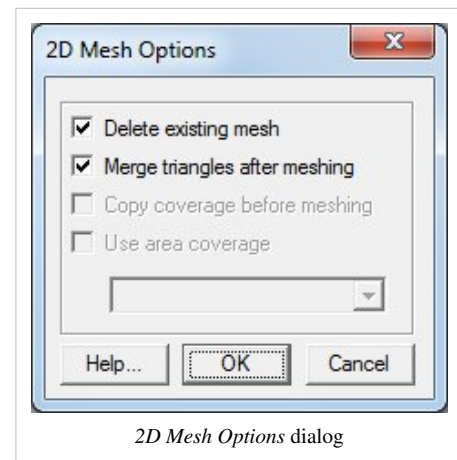 2D Mesh Options
Delete existing mesh
Merge triangles after meshing
Copy coverage before meshing
Use area coverage
Help... OK Cancel
2D Mesh Options dialog